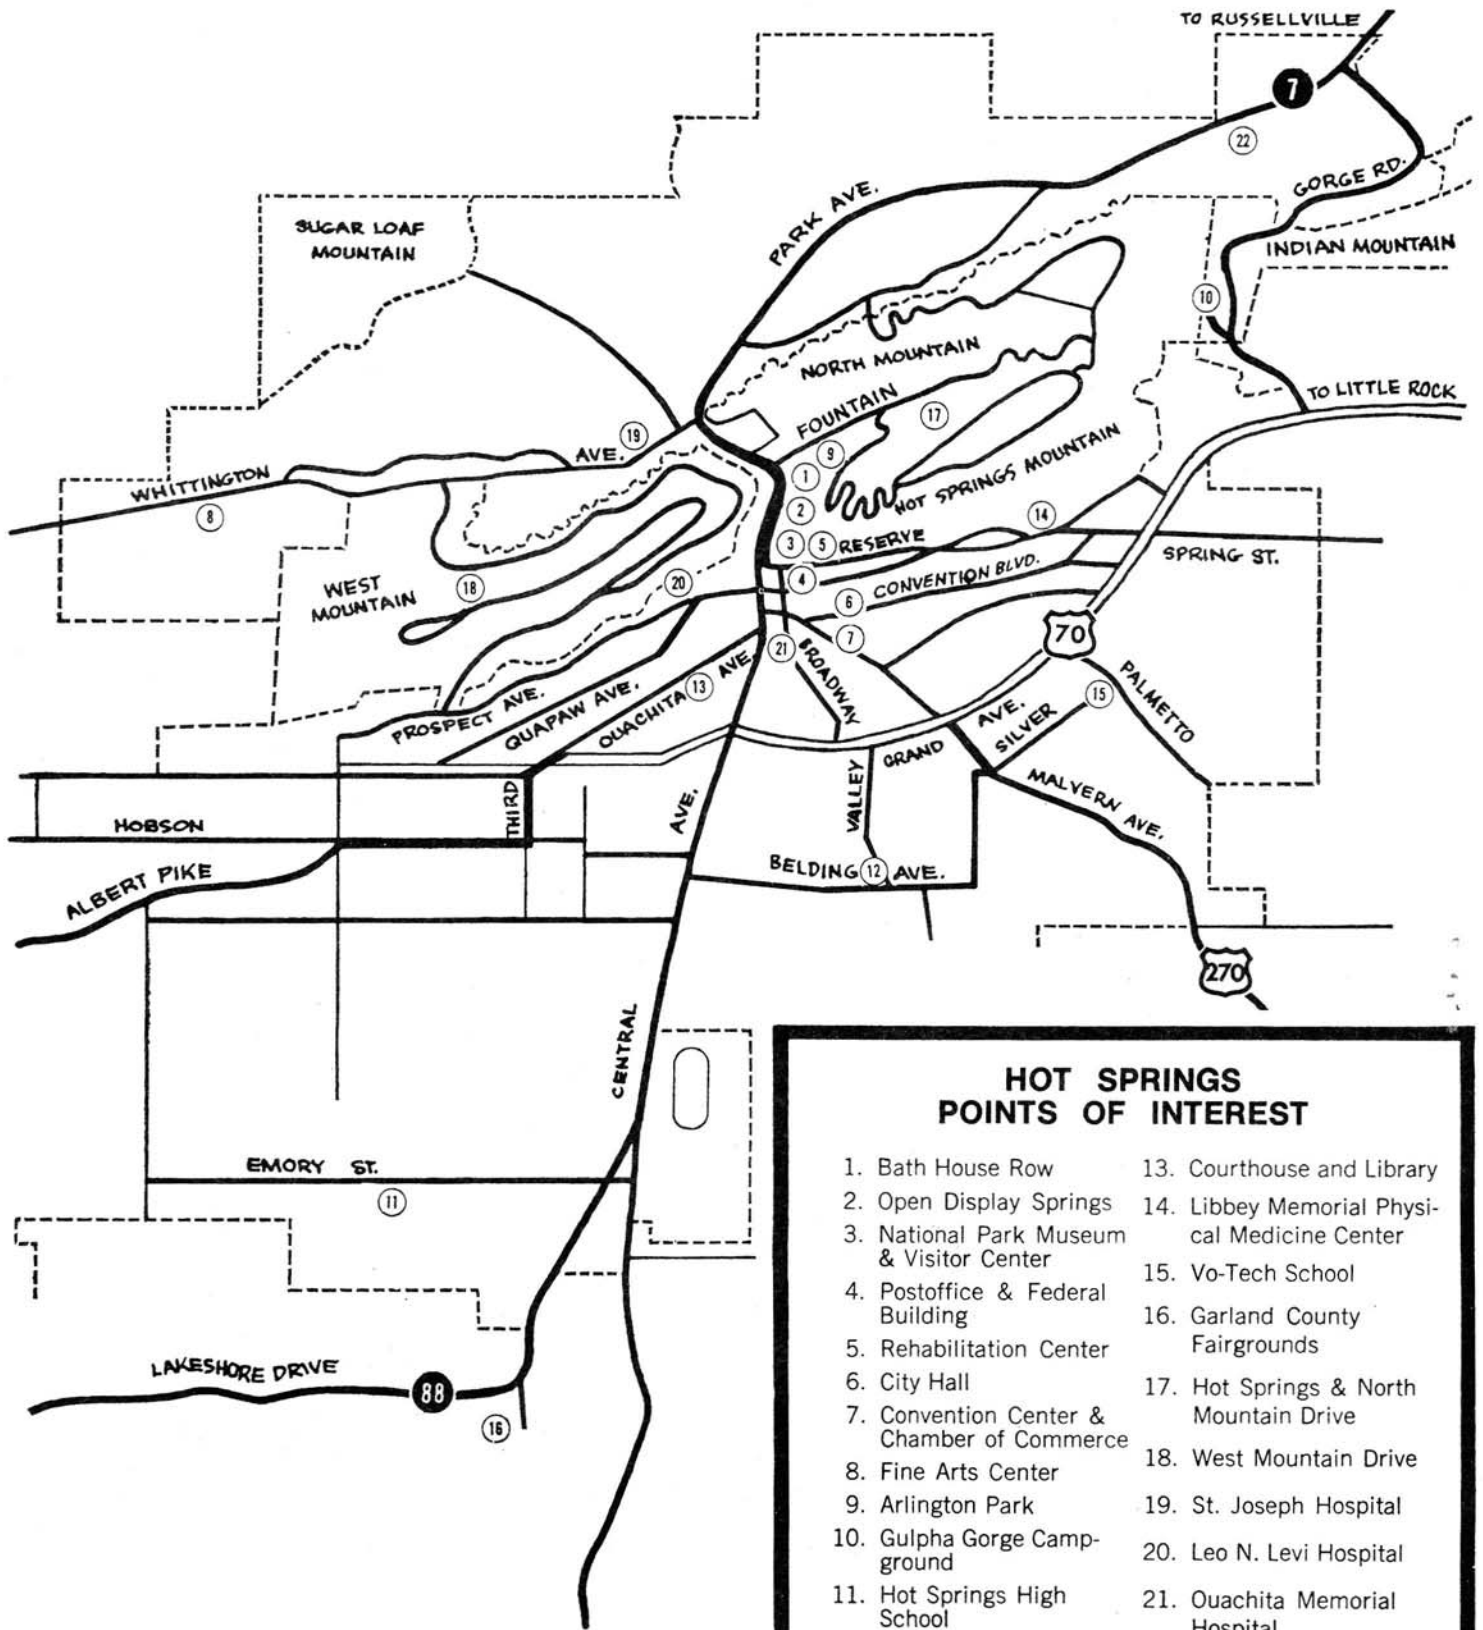 TO RUSSELLVILLE
7
22
GORGE RD.
PARK AVE.
SUGAR LOAF
MOUNTAIN
INDIAN MOUNTAIN
10
NORTH MOUNTAIN
TO LITTLE ROCK
FOUNTAIN
17
19
AVE.
9
WHITTINGTON
8
1
2
HOT SPRINGS MOUNTAIN
14
3
5
RESERVE
SPRING ST.
WEST
MOUNTAIN
18
20
4
CONVENTION BLVD.
6
7
70
21
BROADWAY
13
15
PALMETTO
PROSPECT AVE.
QUAPAW AVE.
OUACHITA AVE.
GRAND AVE.
SILVER
VALLEY
MALVERN AVE.
THIRD
HOBSON
ALBERT PIKE
BELDING AVE.
12
270
CENTRAL AVE.
EMORY ST.
11
LAKESHORE DRIVE
88
16
HOT SPRINGS
POINTS OF INTEREST
1. Bath House Row
2. Open Display Springs
3. National Park Museum
& Visitor Center
4. Postoffice & Federal
Building
5. Rehabilitation Center
6. City Hall
7. Convention Center &
Chamber of Commerce
8. Fine Arts Center
9. Arlington Park
10. Gulpha Gorge Camp-
ground
11. Hot Springs High
School
13. Courthouse and Library
14. Libbey Memorial Physi-
cal Medicine Center
15. Vo-Tech School
16. Garland County
Fairgrounds
17. Hot Springs & North
Mountain Drive
18. West Mountain Drive
19. St. Joseph Hospital
20. Leo N. Levi Hospital
21. Ouachita Memorial
Hospital